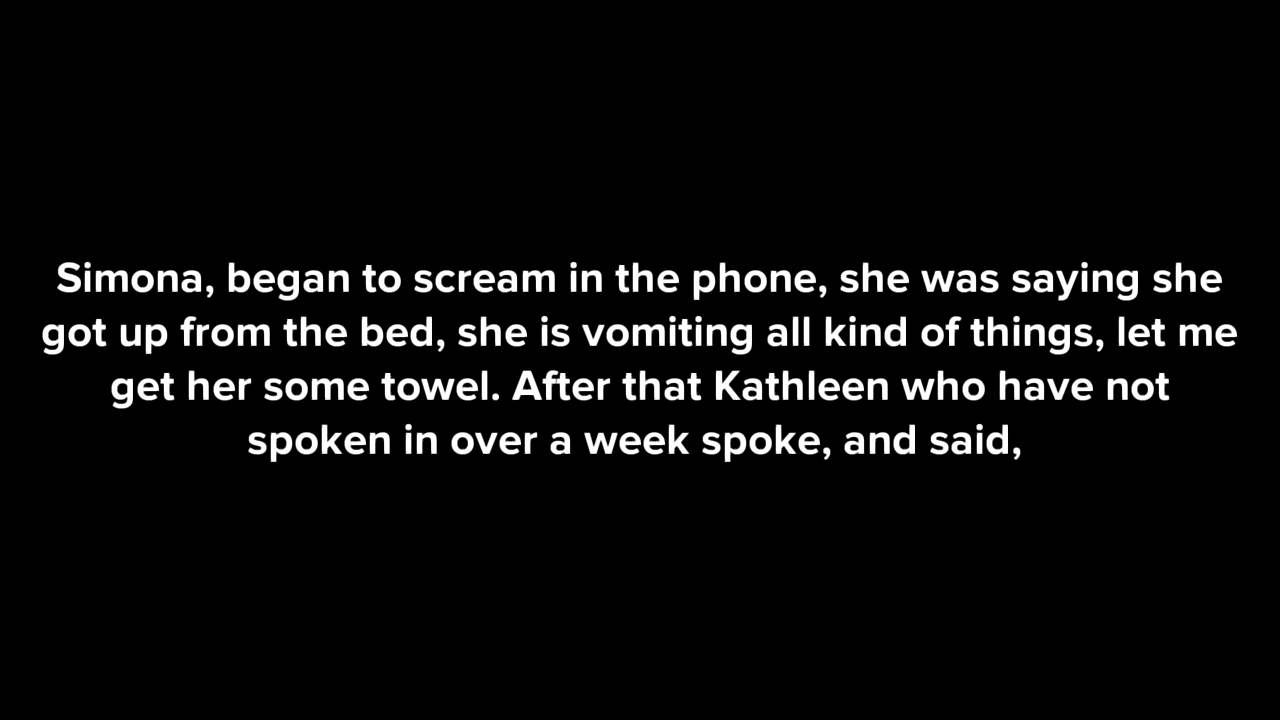 Simona, began to scream in the phone, she was saying she
got up from the bed, she is vomiting all kind of things, let me
get her some towel. After that Kathleen who have not
spoken in over a week spoke, and said,